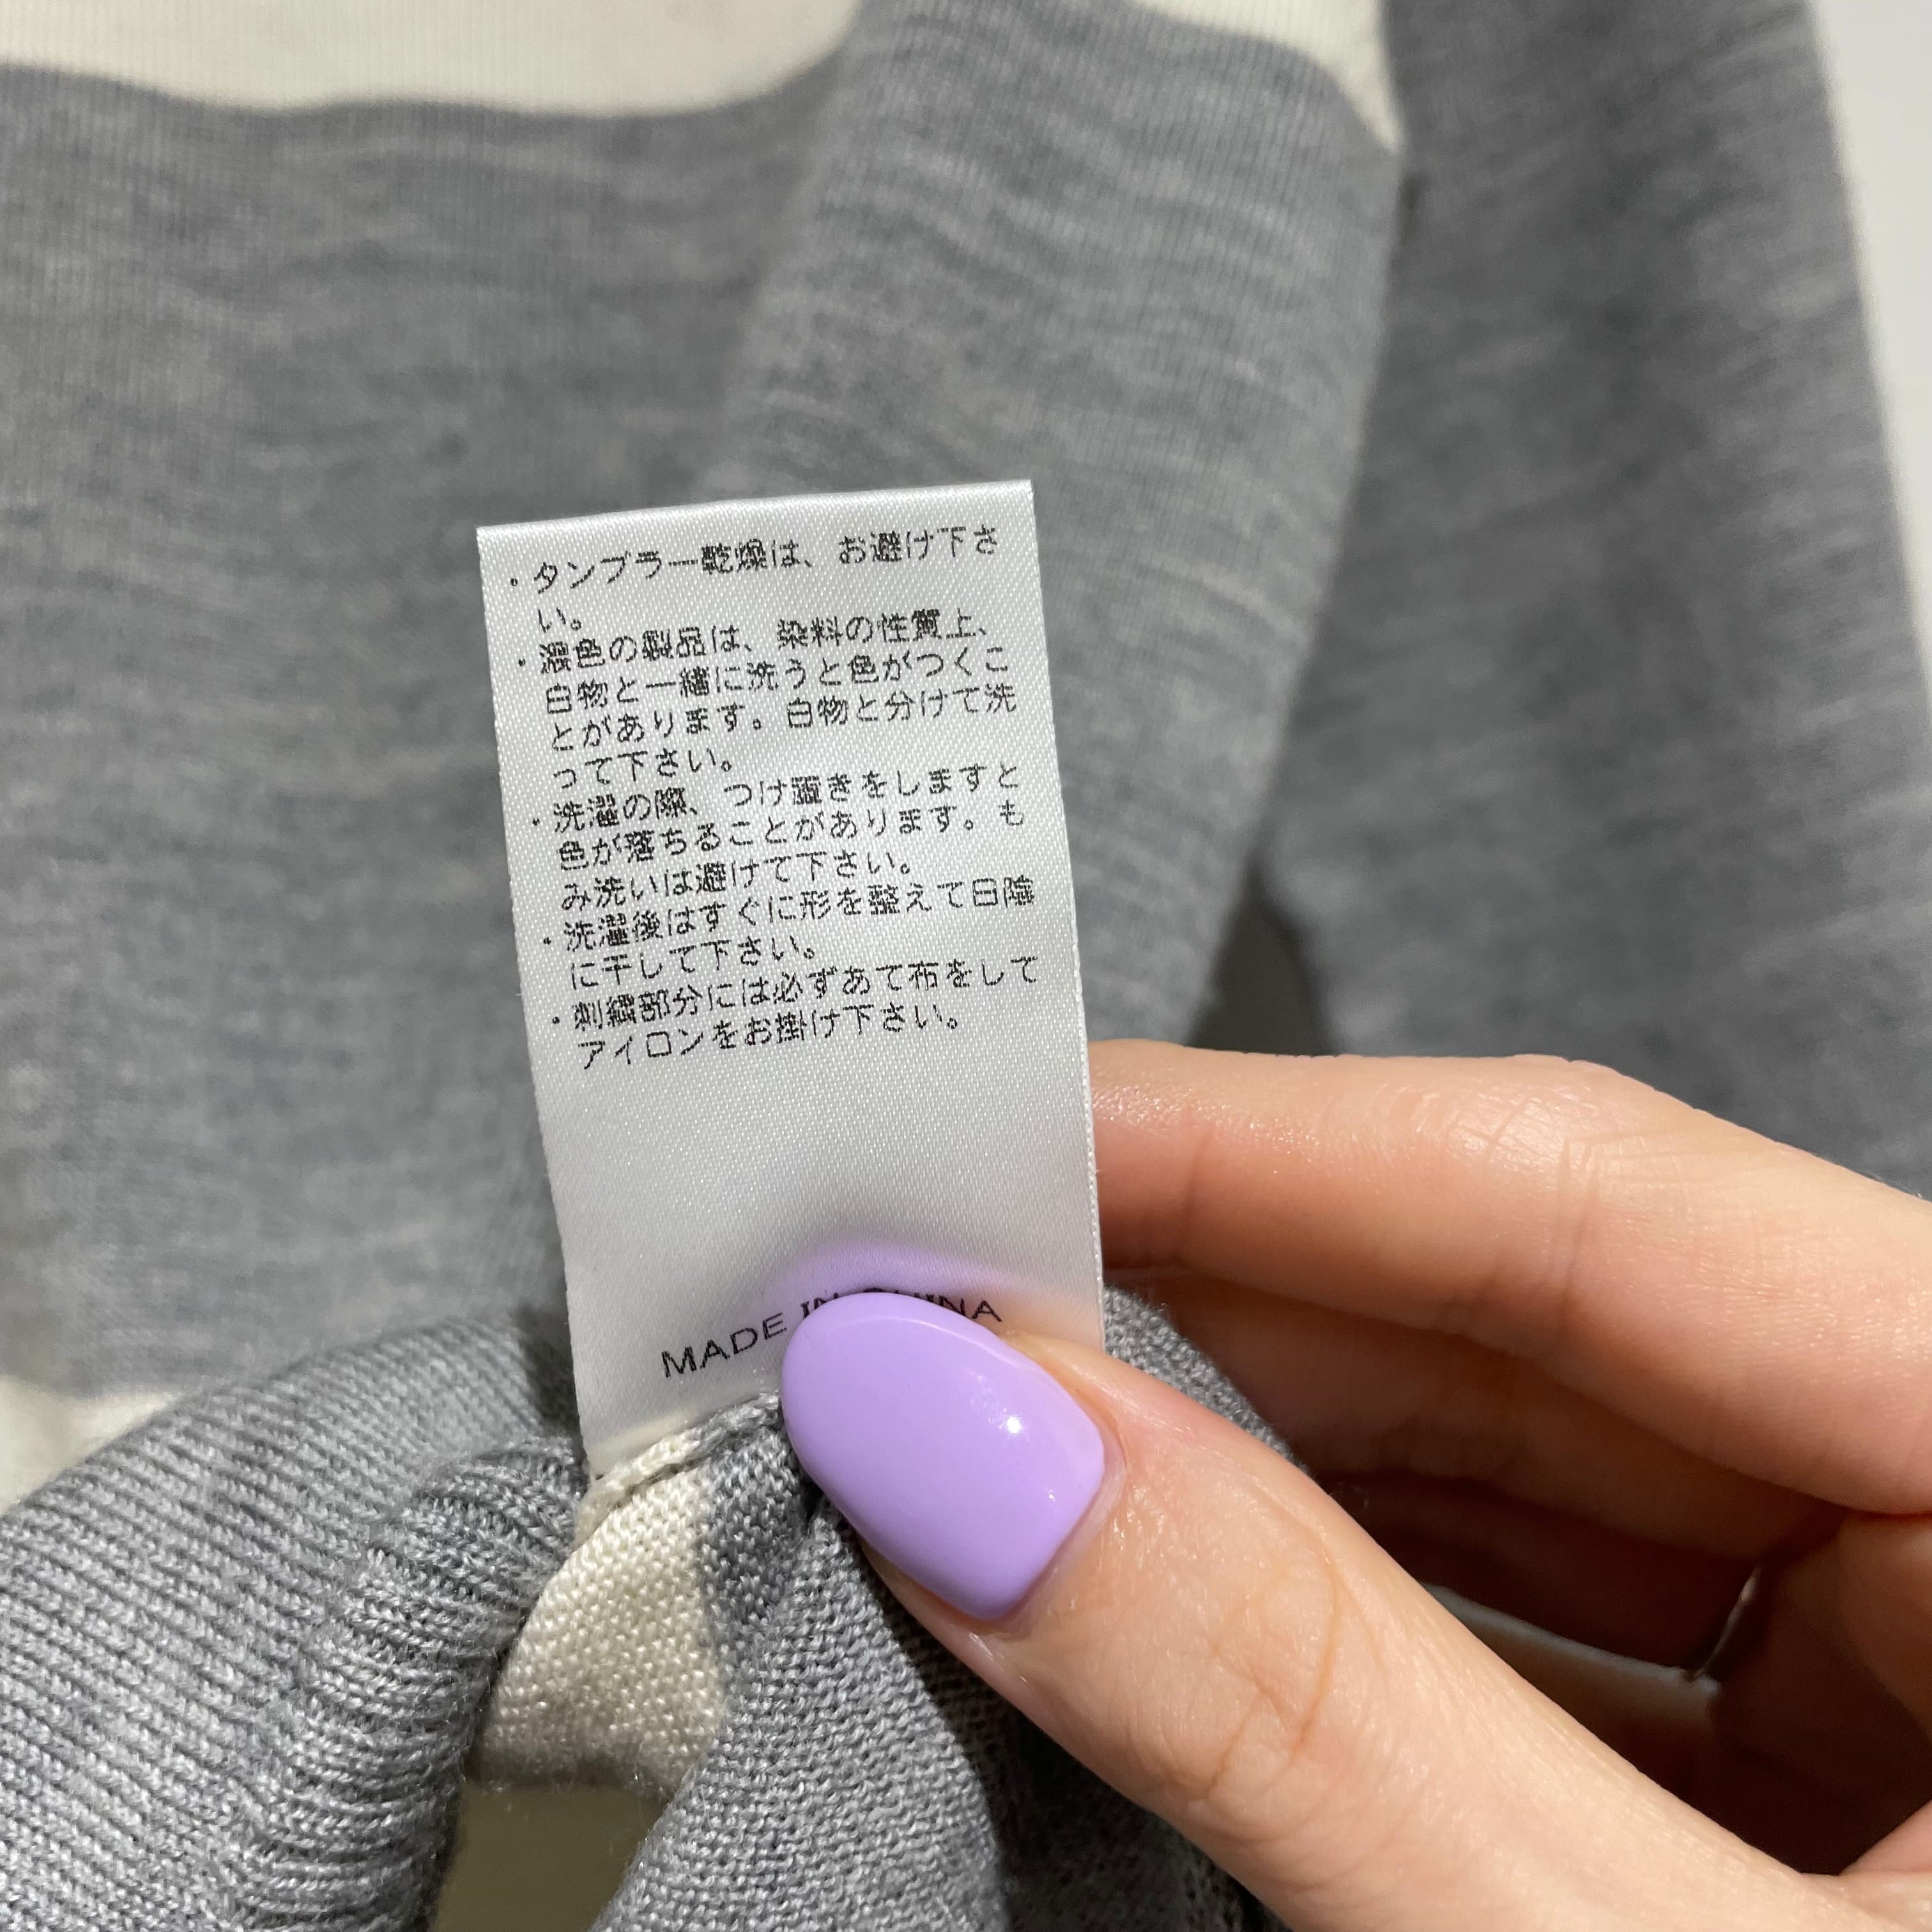 ・タンブラー乾燥は、お避け下さ
い。
・濃色の製品は、染料の性質上、
白物と一緒に洗うと色がつくこ
とがあります。白物と分けて洗
って下さい。
・洗濯の際、つけ置きをしますと
色が落ちることがあります。も
み洗いは避けて下さい。
・洗濯後はすぐに形を整えて日陰
に干して下さい。
・刺繍部分には必ずあて布をして
アイロンをお掛け下さい。
MADE IN CHINA